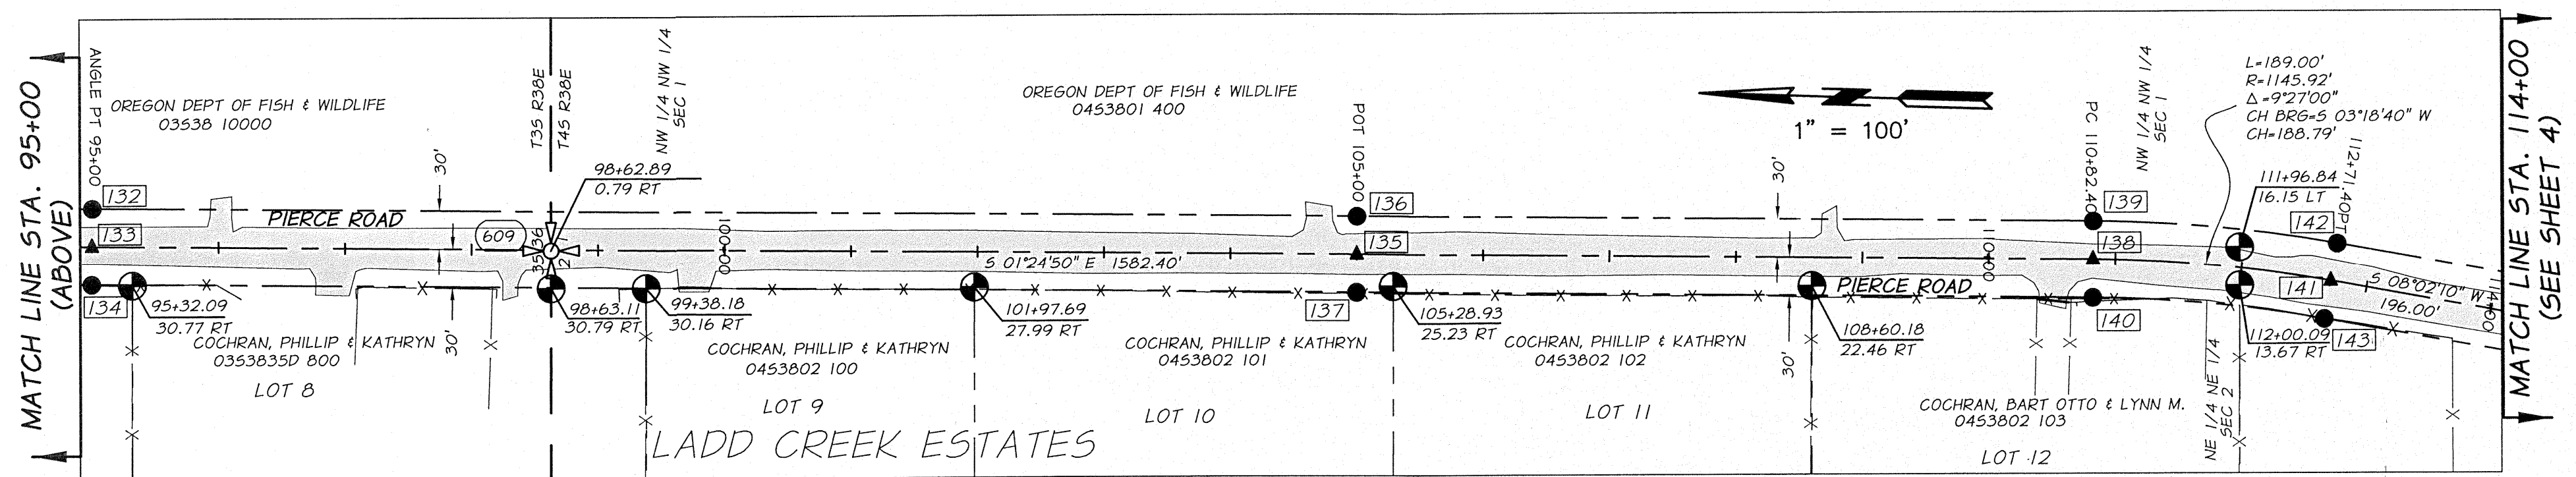 MATCH LINE STA. 95+00
(ABOVE)
ANGLE PT 95+00
OREGON DEPT OF FISH & WILDLIFE
03S38 10000
T3S R38E
T4S R38E
NW 1/4 NW 1/4
SEC 1
OREGON DEPT OF FISH & WILDLIFE
04S3801 400
POT 105+00
1" = 100'
PC 110+82.40
NW 1/4 NW 1/4
SEC 1
L=189.00'
R=1145.92'
Δ=9°27'00"
CH BRG=S 03°18'40" W
CH=188.79'
112+71.40PT
MATCH LINE STA. 114+00
(SEE SHEET 4)
132
30'
98+62.89
0.79 RT
136
30'
139
111+96.84
16.15 LT
142
PIERCE ROAD
133
609
35
36
2
1
100+00
135
110+00
138
S 01°24'50" E 1582.40'
PIERCE ROAD
141
S 08°02'10" W
196.00'
114+00
134
95+32.09
30.77 RT
30'
98+63.11
30.79 RT
99+38.18
30.16 RT
101+97.69
27.99 RT
137
105+28.93
25.23 RT
30'
108+60.18
22.46 RT
140
112+00.09
13.67 RT
143
COCHRAN, PHILLIP & KATHRYN
03S3835D 800
LOT 8
COCHRAN, PHILLIP & KATHRYN
04S3802 100
LOT 9
COCHRAN, PHILLIP & KATHRYN
04S3802 101
LOT 10
COCHRAN, PHILLIP & KATHRYN
04S3802 102
LOT 11
COCHRAN, BART OTTO & LYNN M.
04S3802 103
LOT 12
NE 1/4 NE 1/4
SEC 2
LADD CREEK ESTATES